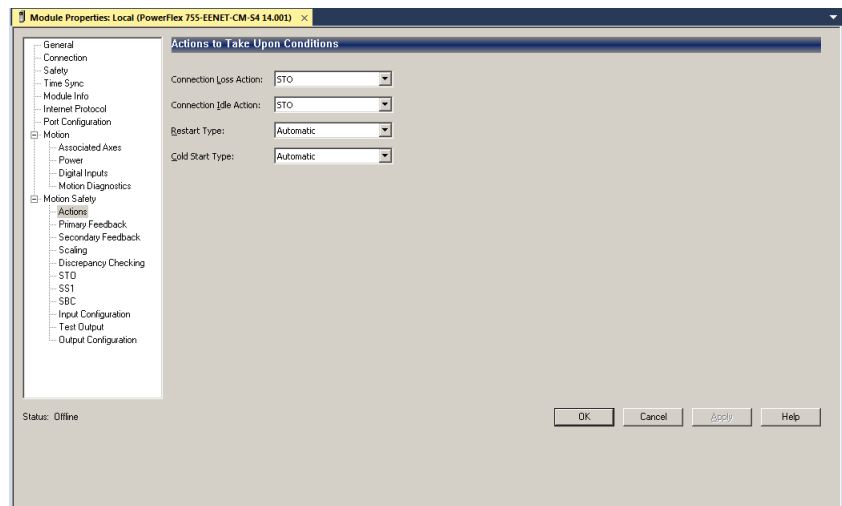 Module Properties: Local (PowerFlex 755-EENET-CM-S4 14.001) ×
General
Connection
Safety
Time Sync
Module Info
Internet Protocol
Port Configuration
Motion
Associated Axes
Power
Digital Inputs
Motion Diagnostics
Motion Safety
Actions
Primary Feedback
Secondary Feedback
Scaling
Discrepancy Checking
STO
SS1
SBC
Input Configuration
Test Output
Output Configuration
Actions to Take Upon Conditions
Connection Loss Action: STO
Connection Idle Action: STO
Restart Type: Automatic
Cold Start Type: Automatic
Status: Offline
OK Cancel Apply Help